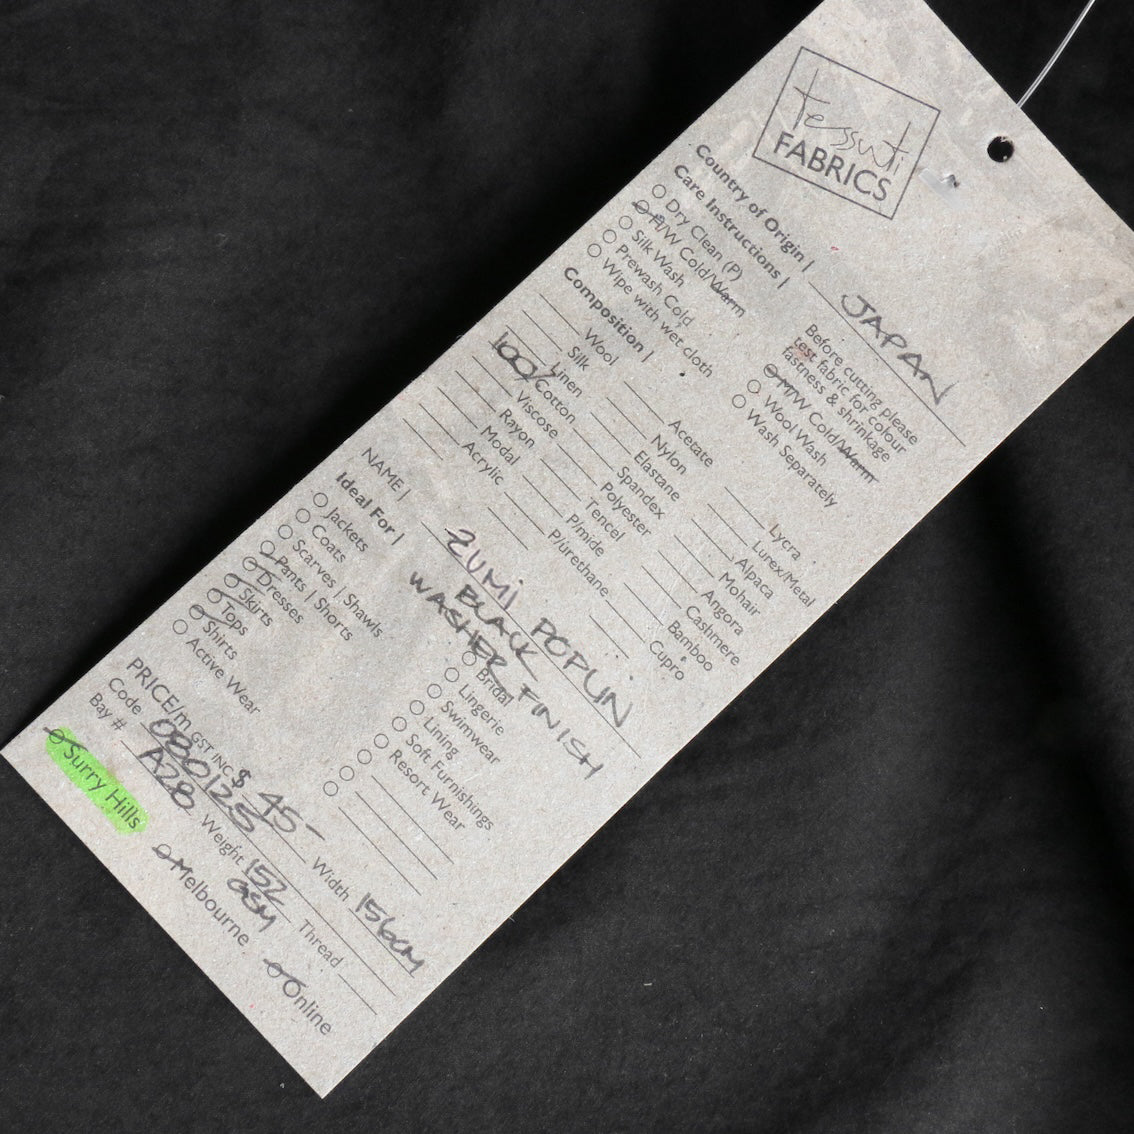 tessuti
FABRICS
Country of Origin | JAPAN
Care Instructions |
Dry Clean (P)
H/W Cold/Warm
Silk Wash
Prewash Cold
Wipe with wet cloth
Before cutting please
test fabric for colour
fastness & shrinkage
M/W Cold/Warm
Wool Wash
Wash Separately
Composition |
Wool
Silk
Linen
100% Cotton
Viscose
Rayon
Modal
Acrylic
Acetate
Nylon
Elastane
Spandex
Polyester
Tencel
P/mide
P/urethane
Lycra
Lurex/Metal
Alpaca
Mohair
Angora
Cashmere
Bamboo
Cupro
NAME | ZUMI POPLIN
BLACK
WASHER FINISH
Ideal For |
Jackets
Coats
Scarves | Shawls
Pants | Shorts
Dresses
Skirts
Tops
Shirts
Active Wear
Bridal
Lingerie
Swimwear
Lining
Soft Furnishings
Resort Wear
PRICE/m GST INC $ 45-
Code 080125 Width 156cm
Bay # A28 Weight 152 GSM Thread
Surry Hills Melbourne Online